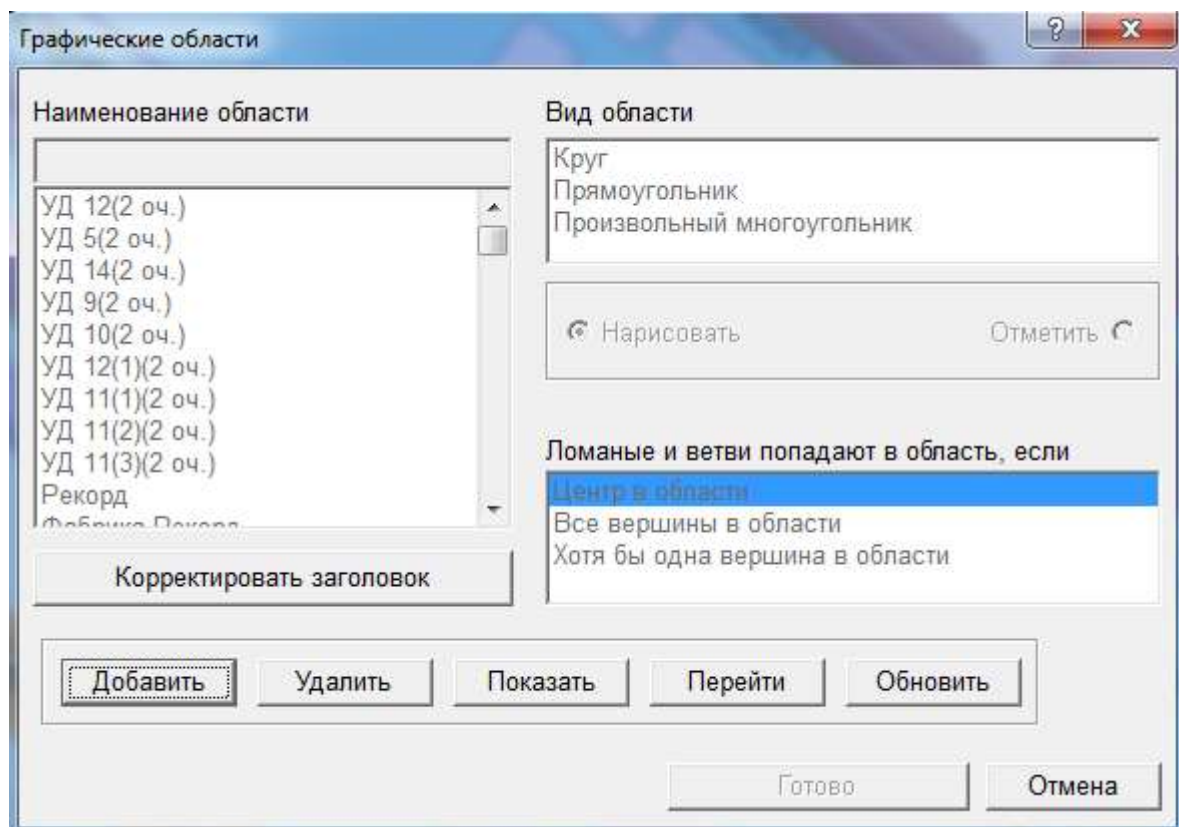 Графические области
Наименование области
УД 12(2 оч.)
УД 5(2 оч.)
УД 14(2 оч.)
УД 9(2 оч.)
УД 10(2 оч.)
УД 12(1)(2 оч.)
УД 11(1)(2 оч.)
УД 11(2)(2 оч.)
УД 11(3)(2 оч.)
Рекорд
Фабрика Рекорд
Корректировать заголовок
Вид области
Круг
Прямоугольник
Произвольный многоугольник
Нарисовать Отметить
Ломаные и ветви попадают в область, если
Центр в области
Все вершины в области
Хотя бы одна вершина в области
Добавить Удалить Показать Перейти Обновить
Готово Отмена